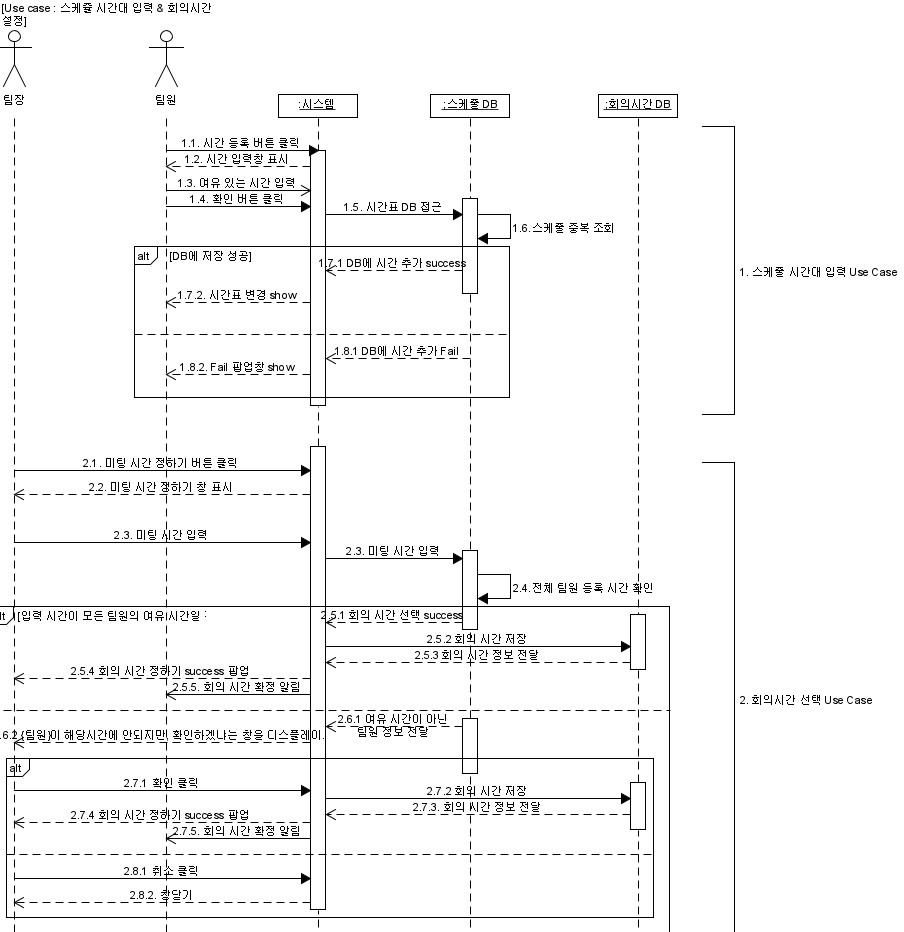 [Use case : 스케쥴 시간대 입력 & 회의시간
설정]
팀장
팀원
:시스템
:스케줄 DB
:회의시간 DB
1.1. 시간 등록 버튼 클릭
1.2. 시간 입력창 표시
1.3. 여유 있는 시간 입력
1.4. 확인 버튼 클릭
1.5. 시간표 DB 접근
1.6.스케줄 중복 조회
alt
[DB에 저장 성공]
1.7.1 DB에 시간 추가 success
1. 스케줄 시간대 입력 Use Case
1.7.2. 시간표 변경 show
1.8.1 DB에 시간 추가 Fail
1.8.2. Fail 팝업창 show
2.1. 미팅 시간 정하기 버튼 클릭
2.2. 미팅 시간 정하기 창 표시
2.3. 미팅 시간 입력
2.3. 미팅 시간 입력
2.4.전체 팀원 등록 시간 확인
lt
[입력 시간이 모든 팀원의 여유시간일 :
2.5.1 회의 시간 선택 success
2.5.2 회의 시간 저장
2.5.3 회의 시간 정보 전달
2.5.4 회의 시간 정하기 success 팝업
2.5.5. 회의 시간 확정 알림
2. 회의시간 선택 Use Case
2.6.1 여유 시간이 아닌
팀원 정보 전달
.6.2 (팀원)이 해당시간에 안되지만 확인하겠냐는 창을 디스플레이.
alt
2.7.1 확인 클릭
2.7.2 회의 시간 저장
2.7.3. 회의 시간 정보 전달
2.7.4 회의 시간 정하기 success 팝업
2.7.5. 회의 시간 확정 알림
2.8.1 취소 클릭
2.8.2. 창닫기